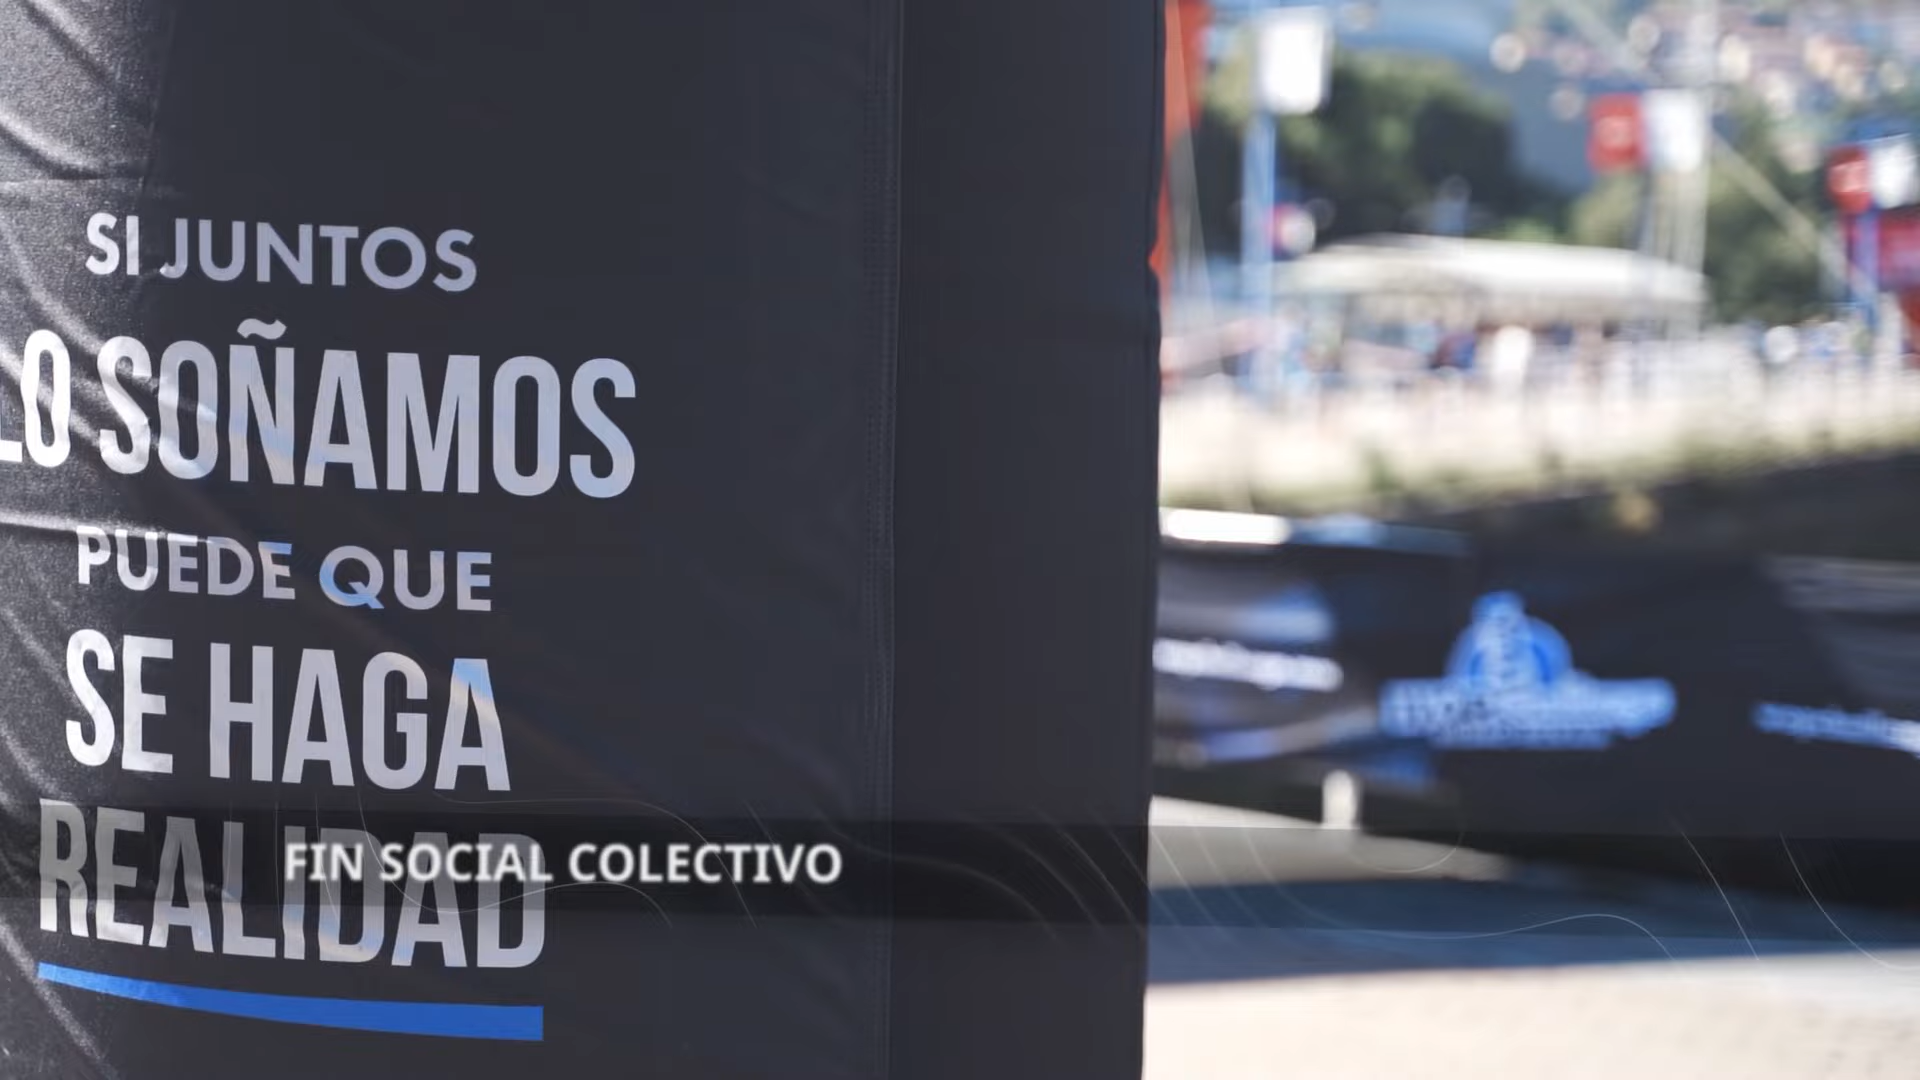 SI JUNTOS
LO SOÑAMOS
PUEDE QUE
SE HAGA
REALIDAD
FIN SOCIAL COLECTIVO